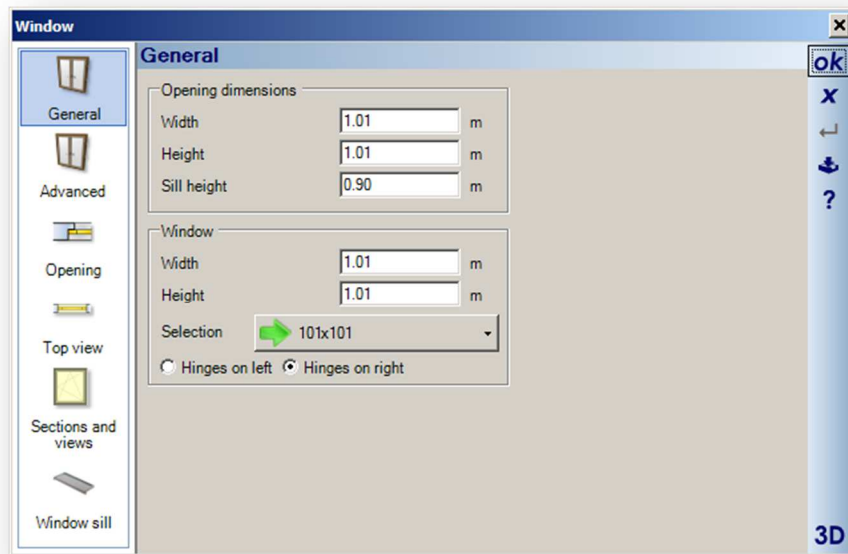 Window
General
Advanced
Opening
Top view
Sections and
views
Window sill
General
Opening dimensions
Width 1.01 m
Height 1.01 m
Sill height 0.90 m
Window
Width 1.01 m
Height 1.01 m
Selection 101x101
Hinges on left Hinges on right
ok
x
?
3D